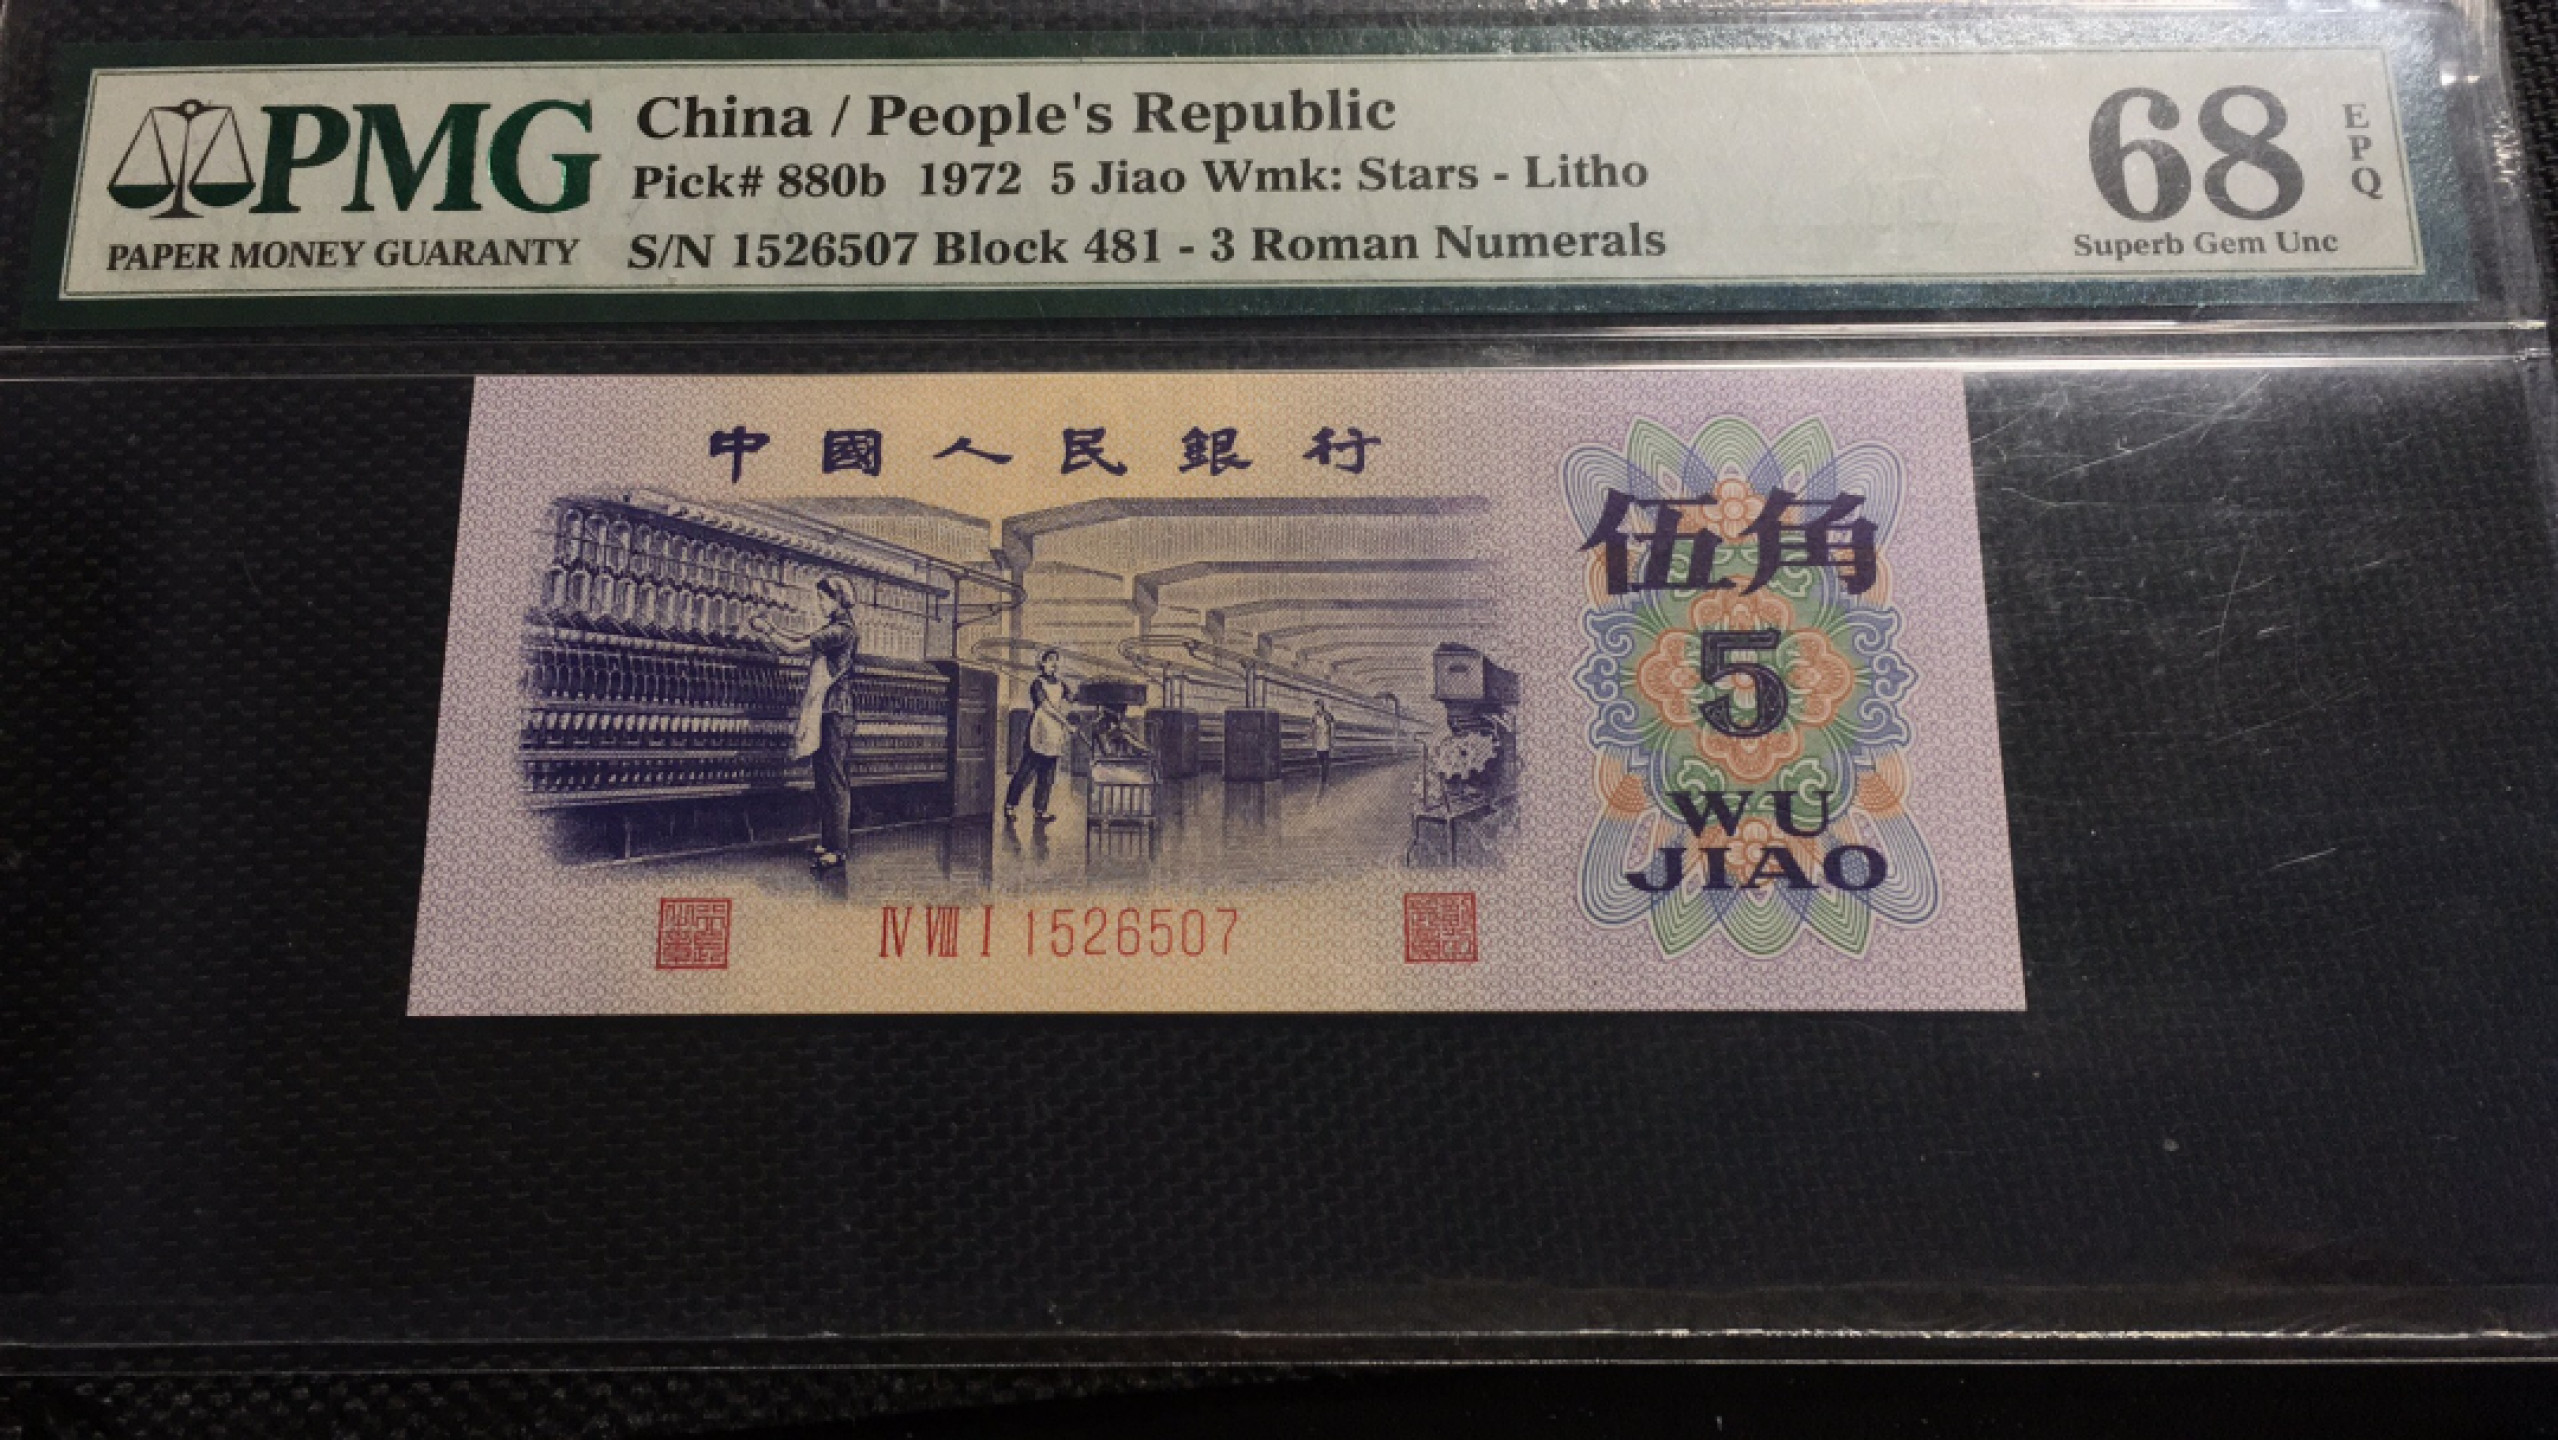 PMG
PAPER MONEY GUARANTY
China / People's Republic
Pick# 880b 1972 5 Jiao Wmk: Stars - Litho
S/N 1526507 Block 481 - 3 Roman Numerals
68
EPQ
Superb Gem Unc
中國人民銀行
伍角
5
WU
JIAO
IV VIII I 1526507